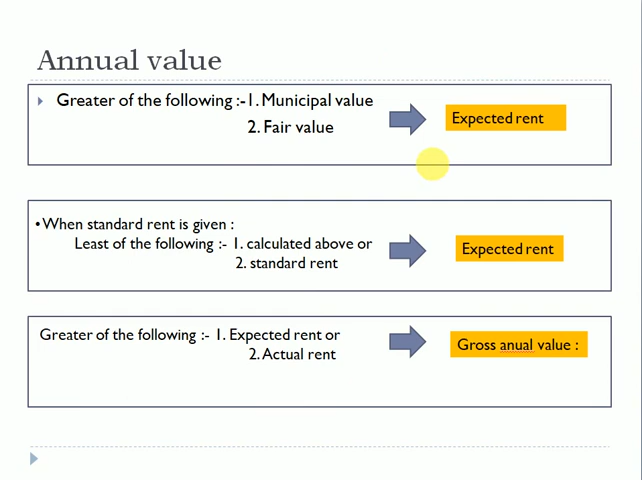 Annual value
Greater of the following :-1. Municipal value
2. Fair value
Expected rent
•When standard rent is given :
Least of the following :- 1. calculated above or
2. standard rent
Expected rent
Greater of the following :- 1. Expected rent or
2. Actual rent
Gross anual value :